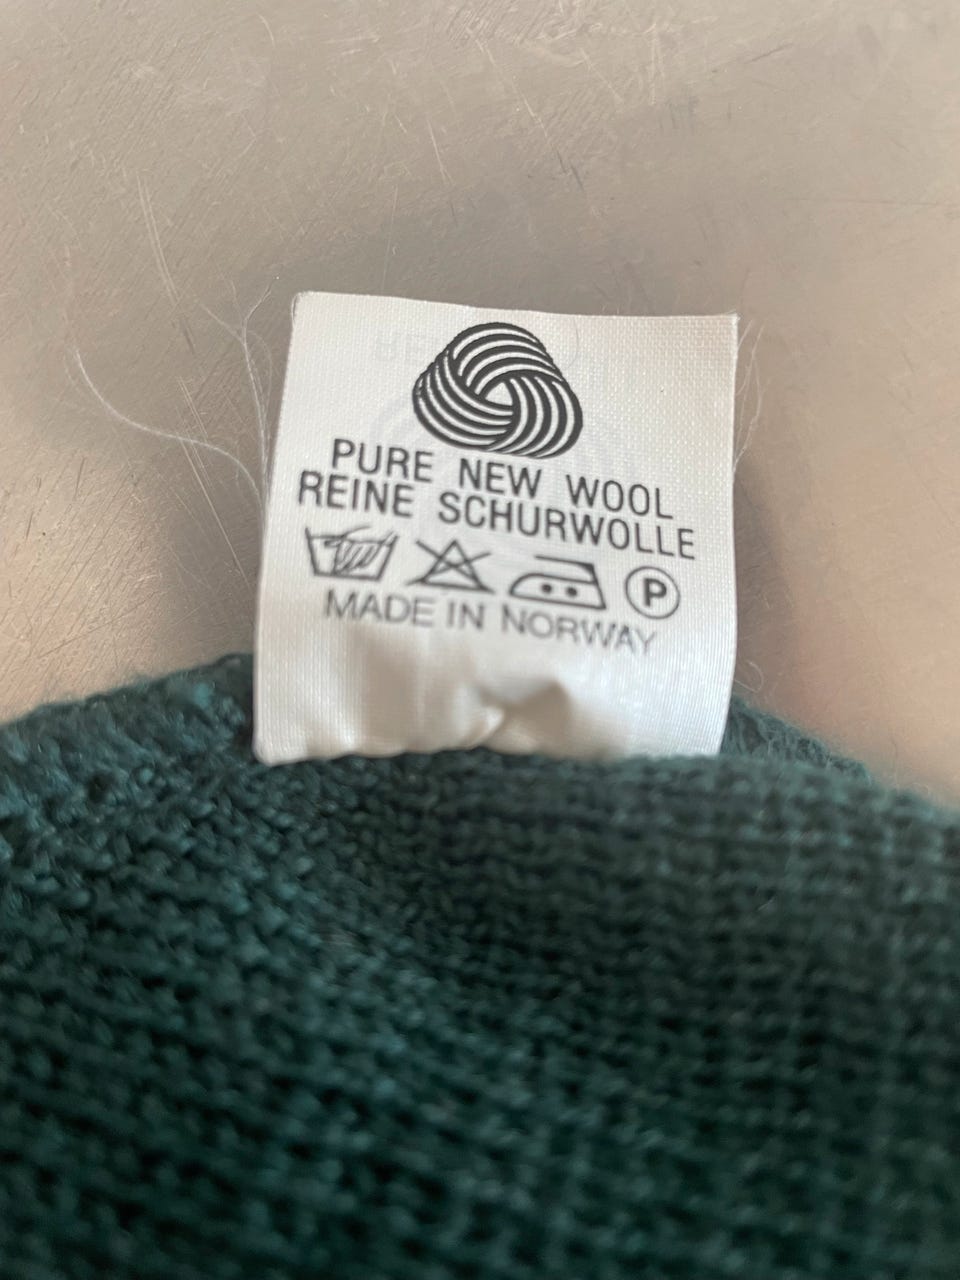 PURE NEW WOOL
REINE SCHURWOLLE
P
MADE IN NORWAY